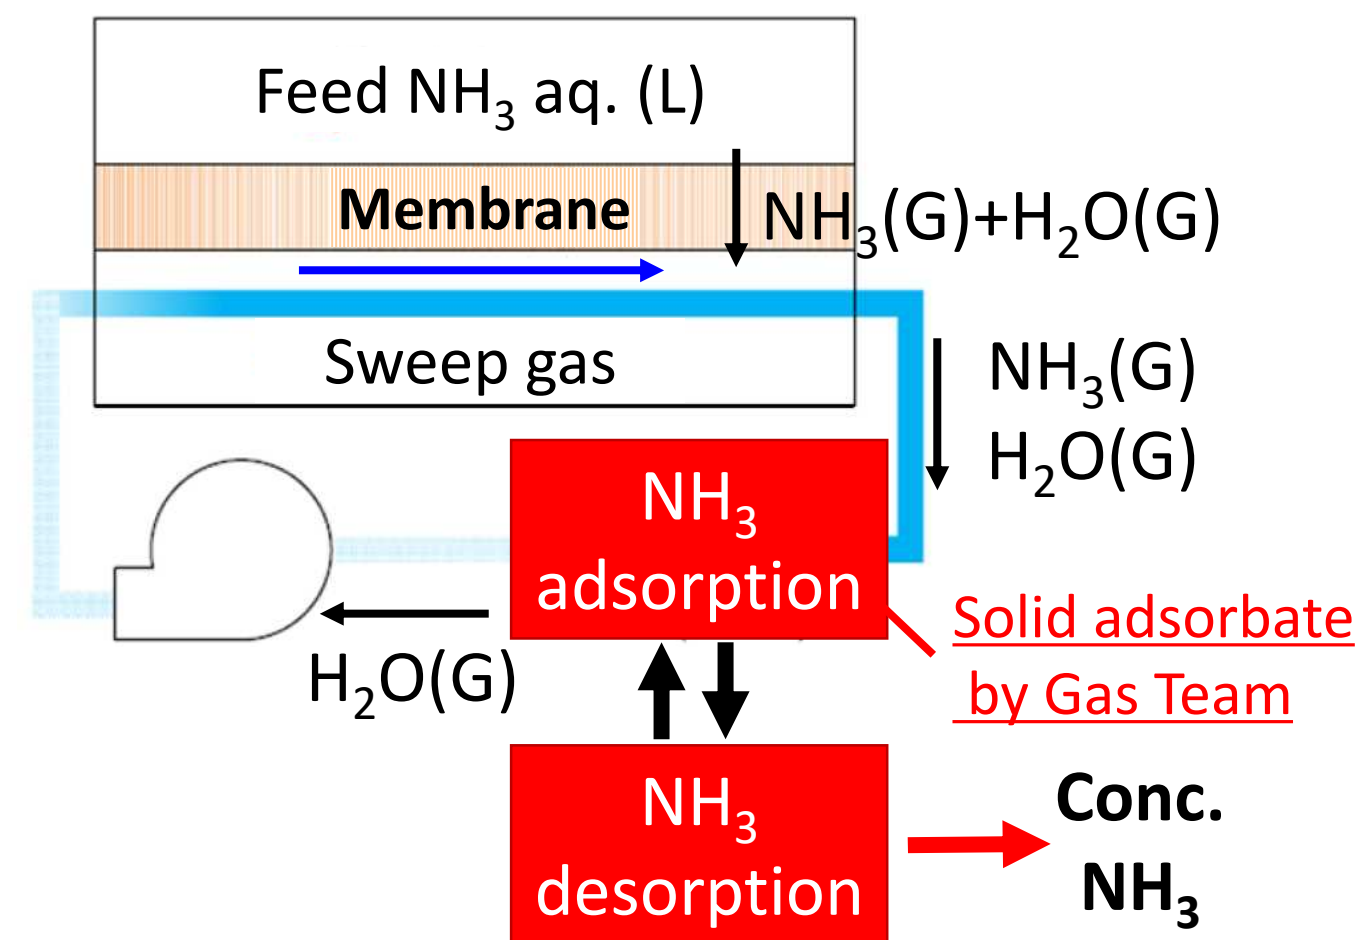 Feed NH₃ aq. (L)
Membrane
NH₃(G)+H₂O(G)
Sweep gas
NH₃(G)
H₂O(G)
NH₃
adsorption
Solid adsorbate
by Gas Team
H₂O(G)
NH₃
desorption
Conc.
NH₃